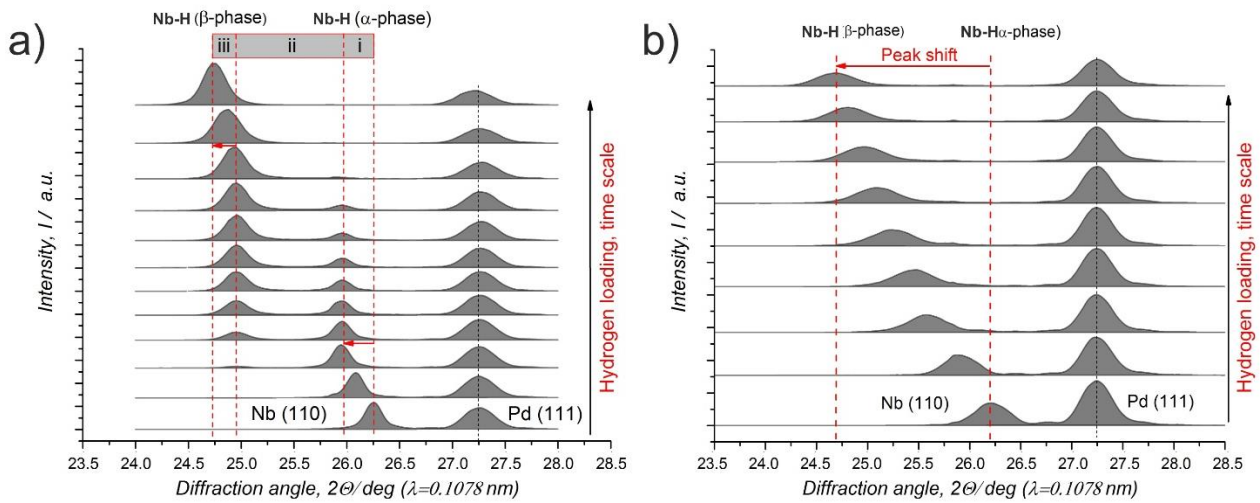 a)
Nb-H (β-phase)
Nb-H (α-phase)
iii
ii
i
Intensity, I / a.u.
Nb (110)
Pd (111)
Hydrogen loading, time scale
23.5 24.0 24.5 25.0 25.5 26.0 26.5 27.0 27.5 28.0 28.5
Diffraction angle, 2Θ/deg (λ=0.1078 nm)
b)
Nb-H β-phase)
Nb-Hα-phase)
Peak shift
Intensity, I / a.u.
Nb (110)
Pd (111)
Hydrogen loading, time scale
23.5 24.0 24.5 25.0 25.5 26.0 26.5 27.0 27.5 28.0 28.5
Diffraction angle, 2Θ/deg (λ=0.1078 nm)